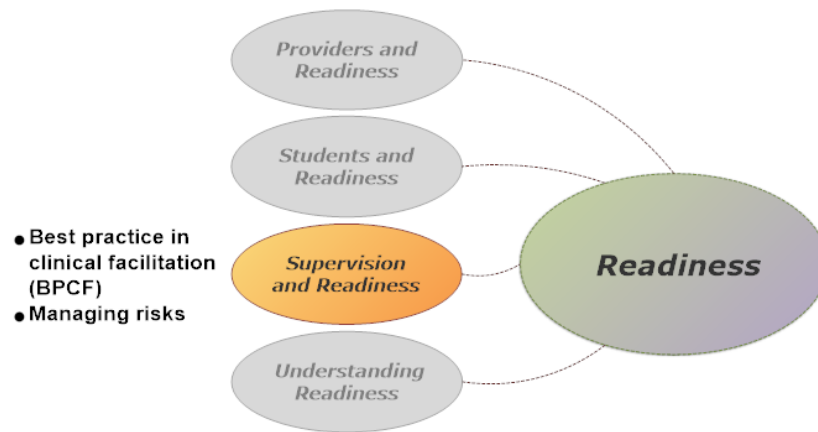 Providers and
Readiness
Students and
Readiness
• Best practice in
clinical facilitation
(BPCF)
• Managing risks
Supervision
and Readiness
Readiness
Understanding
Readiness